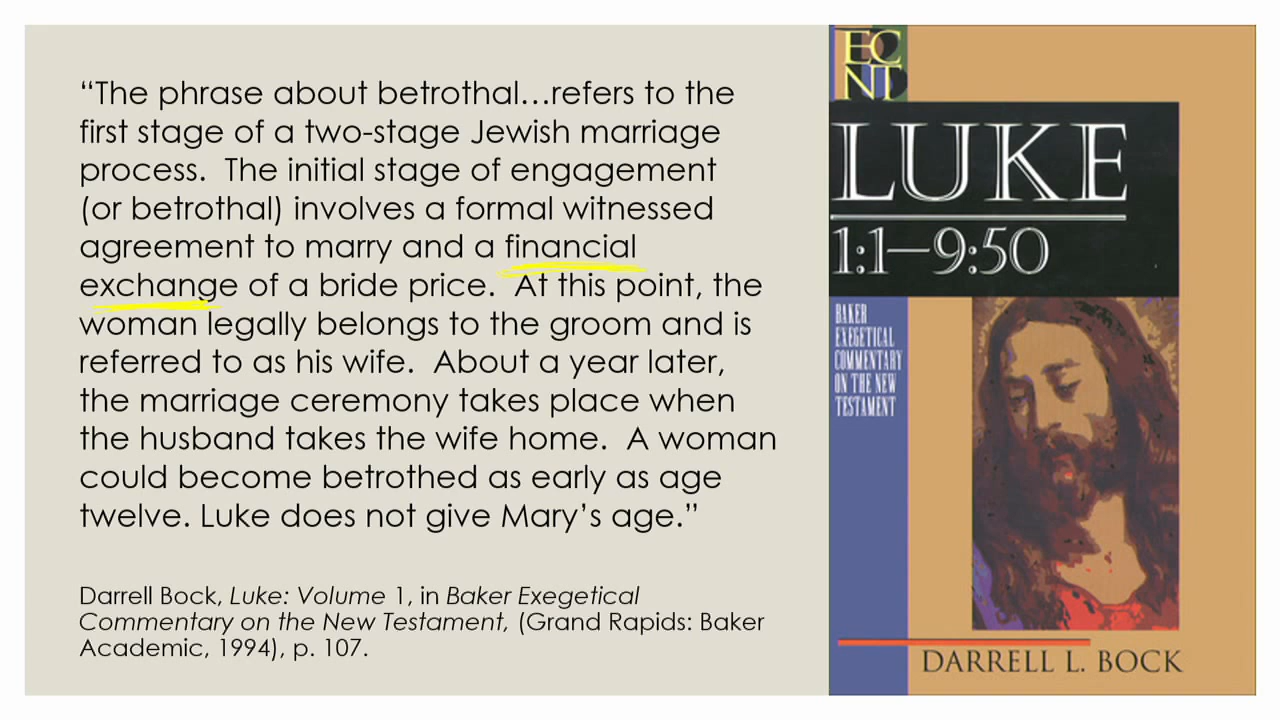 “The phrase about betrothal…refers to the
first stage of a two-stage Jewish marriage
process.  The initial stage of engagement
(or betrothal) involves a formal witnessed
agreement to marry and a financial
exchange of a bride price.  At this point, the
woman legally belongs to the groom and is
referred to as his wife.  About a year later,
the marriage ceremony takes place when
the husband takes the wife home.  A woman
could become betrothed as early as age
twelve. Luke does not give Mary’s age.”
Darrell Bock, Luke: Volume 1, in Baker Exegetical
Commentary on the New Testament, (Grand Rapids: Baker
Academic, 1994), p. 107.
EC
NT
LUKE
1:1—9:50
BAKER
EXEGETICAL
COMMENTARY
ON THE NEW
TESTAMENT
DARRELL L. BOCK